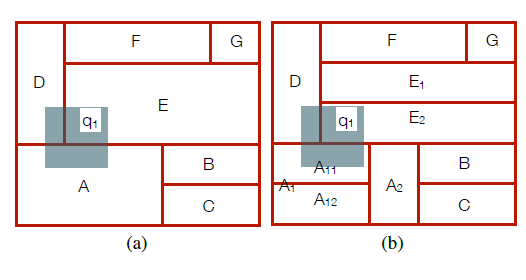 F G F G
D D E1
E
q1 q1 E2
A11 B
B
A A1 A2
A12 C
C
(a) (b)